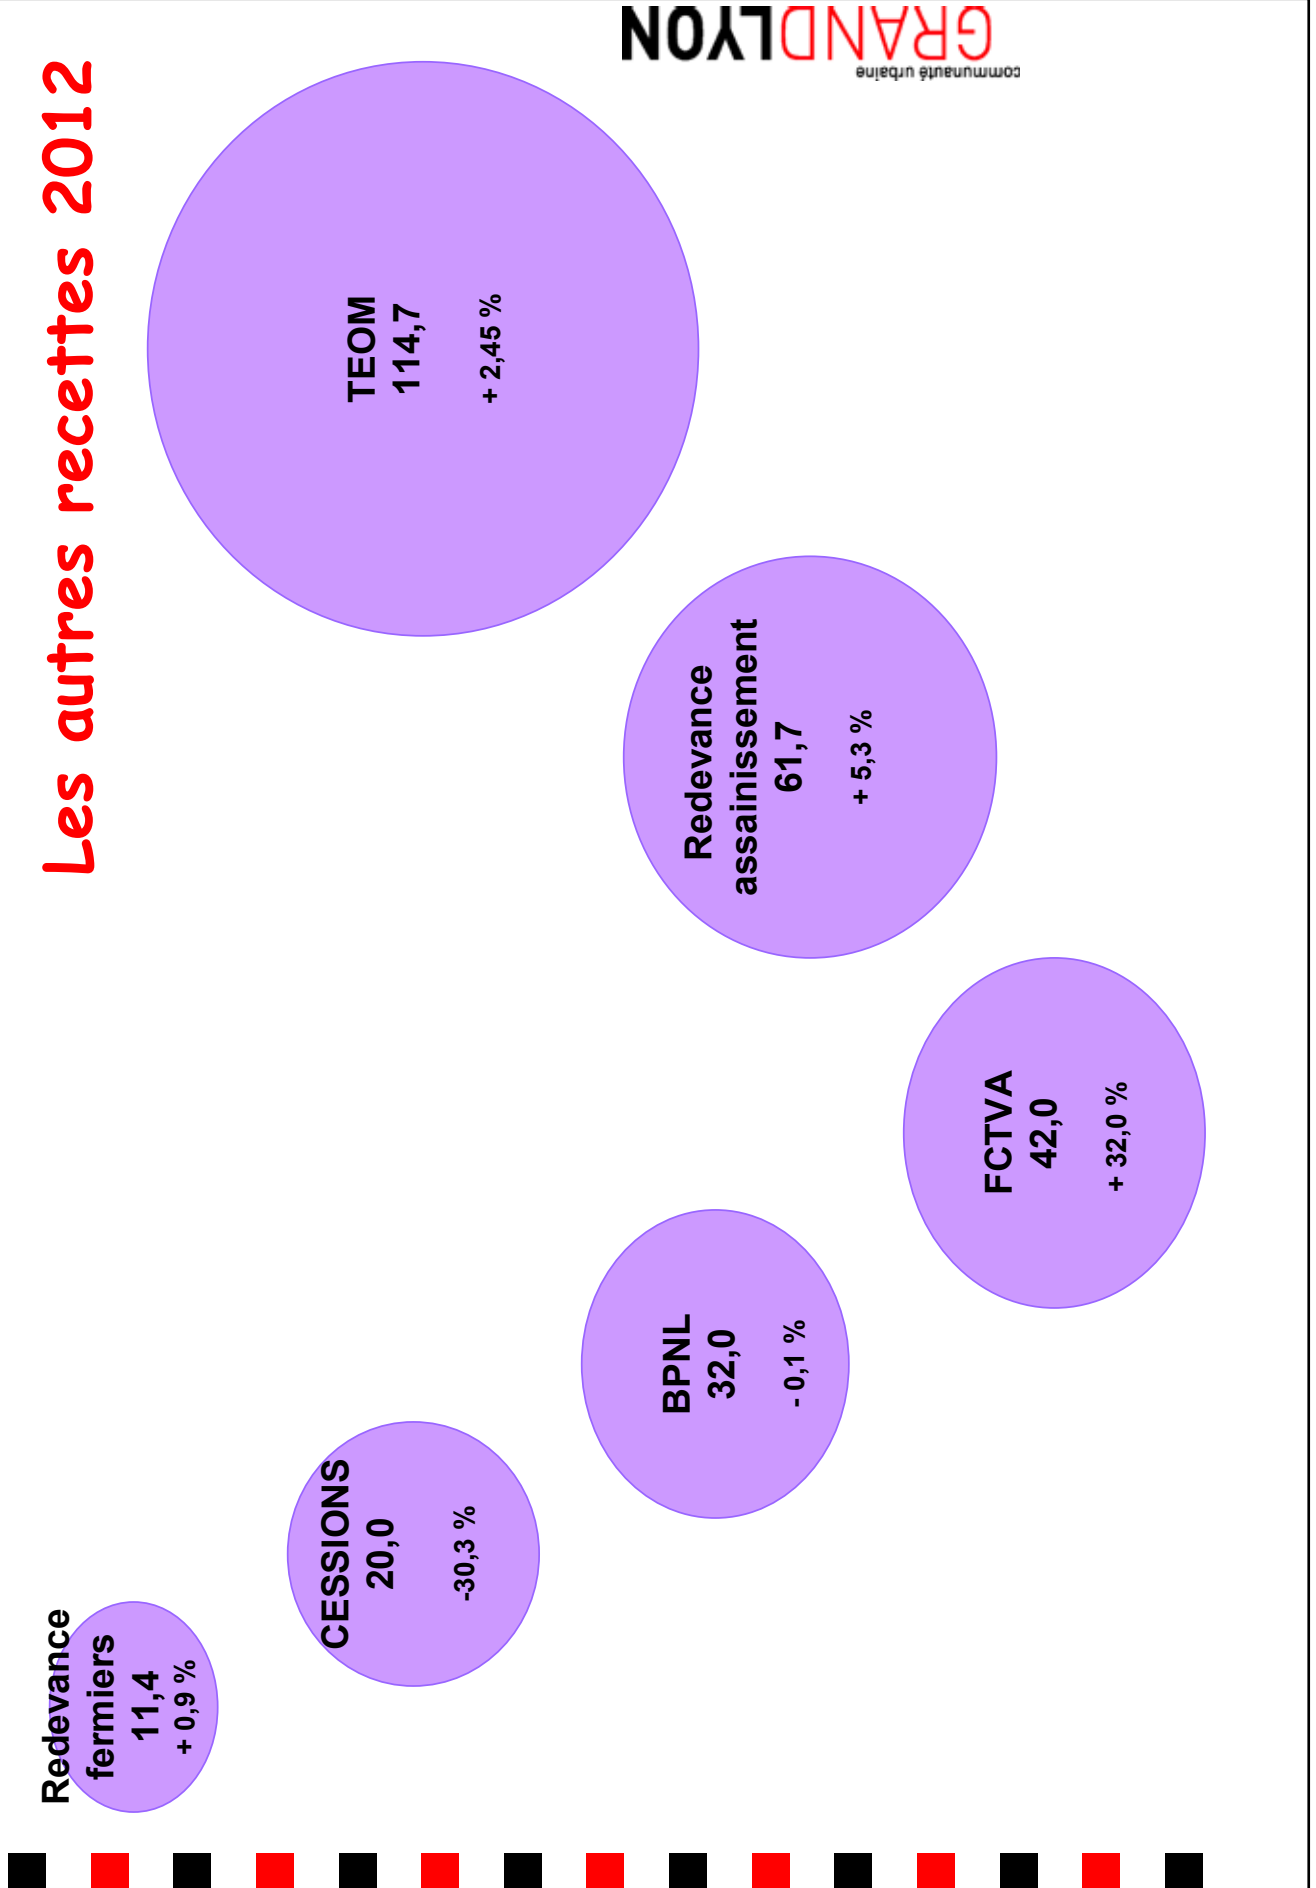 Les autres recettes 2012
Redevance
fermiers
11,4
+ 0,9 %
CESSIONS
20,0
-30,3 %
BPNL
32,0
- 0,1 %
FCTVA
42,0
+ 32,0 %
Redevance
assainissement
61,7
+ 5,3 %
TEOM
114,7
+ 2,45 %
communauté urbaine
GRANDLYON